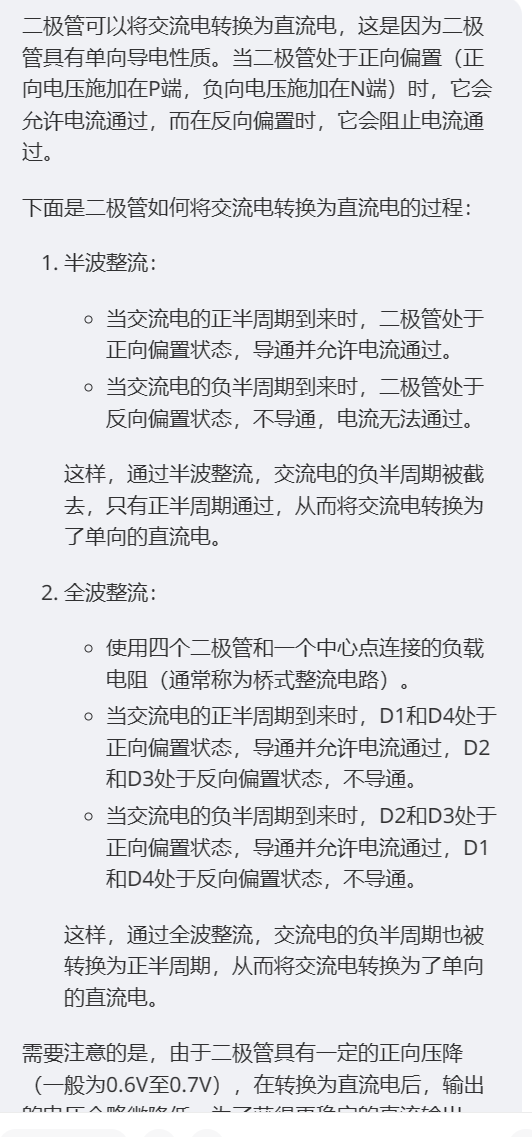 二极管可以将交流电转换为直流电，这是因为二极
管具有单向导电性质。当二极管处于正向偏置（正
向电压施加在P端，负向电压施加在N端）时，它会
允许电流通过，而在反向偏置时，它会阻止电流通
过。
下面是二极管如何将交流电转换为直流电的过程：
1. 半波整流：
◦ 当交流电的正半周期到来时，二极管处于
正向偏置状态，导通并允许电流通过。
◦ 当交流电的负半周期到来时，二极管处于
反向偏置状态，不导通，电流无法通过。
这样，通过半波整流，交流电的负半周期被截
去，只有正半周期通过，从而将交流电转换为
了单向的直流电。
2. 全波整流：
◦ 使用四个二极管和一个中心点连接的负载
电阻（通常称为桥式整流电路）。
◦ 当交流电的正半周期到来时，D1和D4处于
正向偏置状态，导通并允许电流通过，D2
和D3处于反向偏置状态，不导通。
◦ 当交流电的负半周期到来时，D2和D3处于
正向偏置状态，导通并允许电流通过，D1
和D4处于反向偏置状态，不导通。
这样，通过全波整流，交流电的负半周期也被
转换为正半周期，从而将交流电转换为了单向
的直流电。
需要注意的是，由于二极管具有一定的正向压降
（一般为0.6V至0.7V），在转换为直流电后，输出